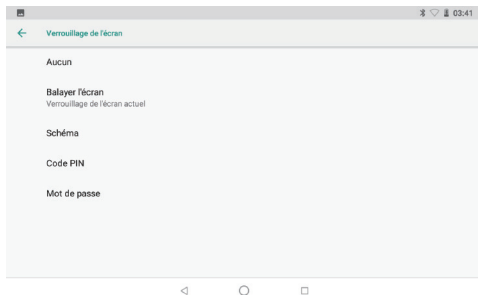 03:41
Verrouillage de l'écran
Aucun
Balayer l'écran
Verrouillage de l'écran actuel
Schéma
Code PIN
Mot de passe